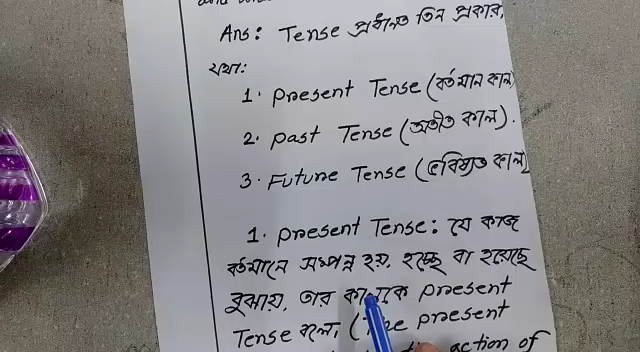 Ans: Tense প্রধানত তিন প্রকার,
যথা:
1. Present Tense (বর্তমান কাল)
2. Past Tense (অতীত কাল).
3. Future Tense (ভবিষ্যত কাল)
1. Present Tense: যে কাজ
বর্তমানে সম্পন্ন হয়, হচ্ছে বা হয়েছে
বুঝায়, তার কালকে Present
Tense বলে, (The present
action of